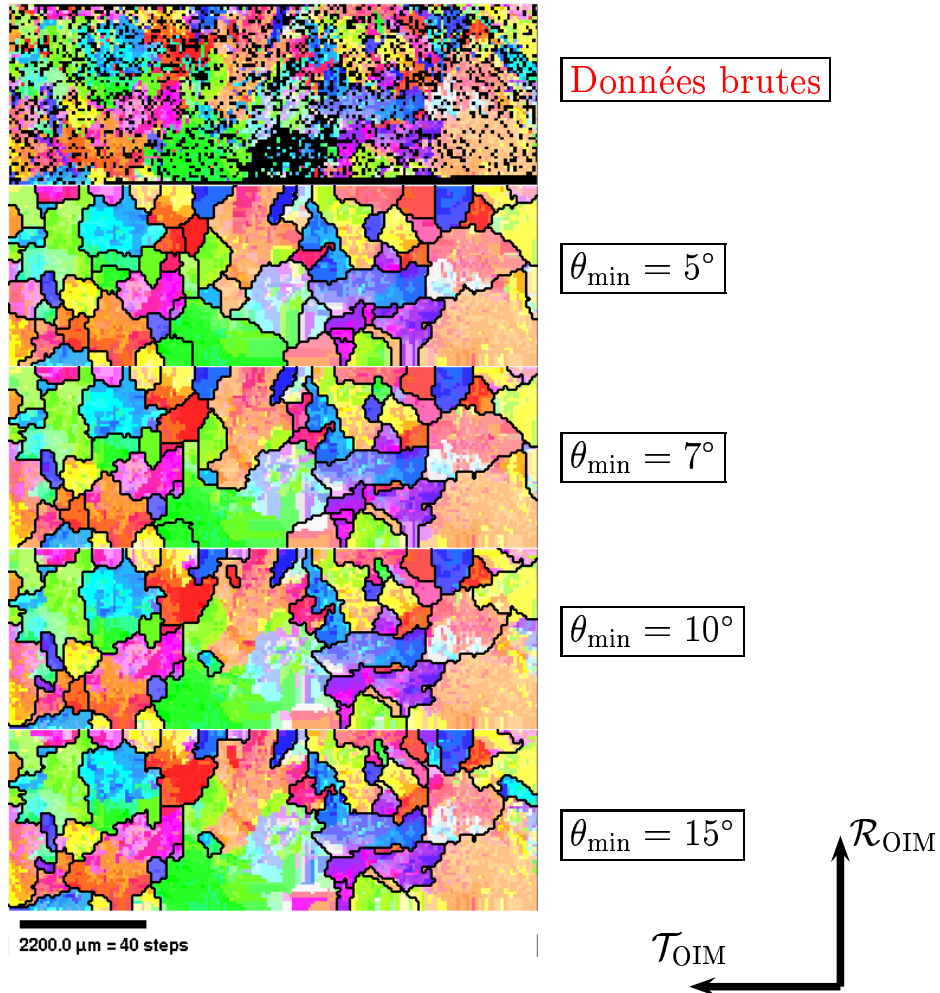 Données brutes
θmin = 5°
θmin = 7°
θmin = 10°
θmin = 15°
ℛOIM
2200.0 µm = 40 steps
𝒯OIM